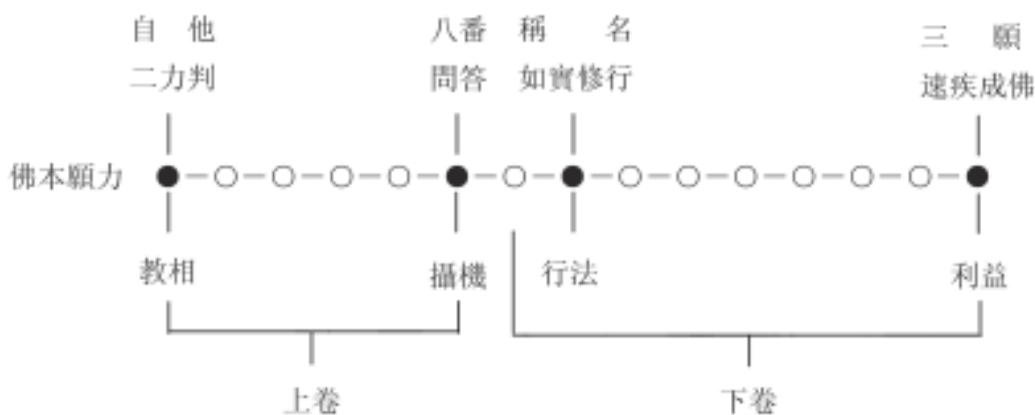 自　他
二力判
八番
問答
稱　名
如實修行
三　願
速疾成佛
佛本願力
教相
攝機
行法
利益
上卷
下卷